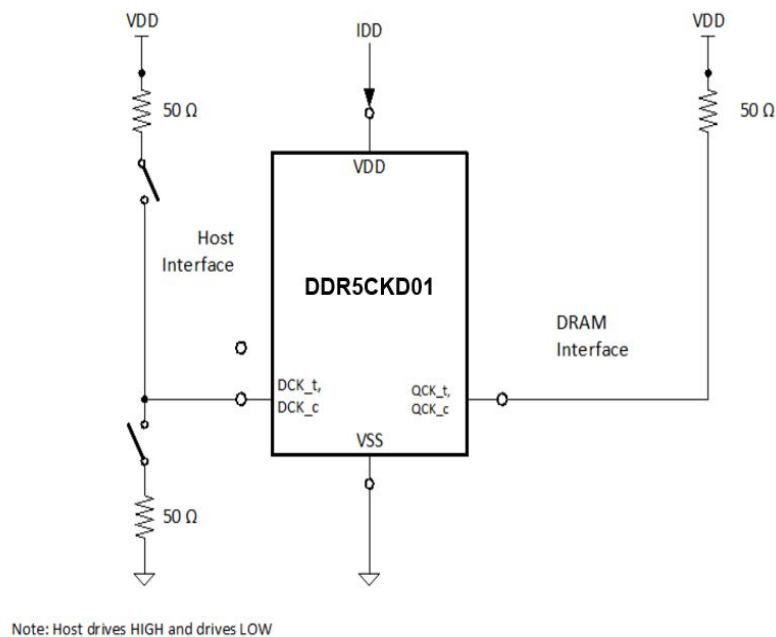 VDD
IDD
VDD
50 Ω
50 Ω
VDD
Host
Interface
DDR5CKD01
DRAM
Interface
DCK_t,
DCK_c
QCK_t,
QCK_c
VSS
50 Ω
Note: Host drives HIGH and drives LOW